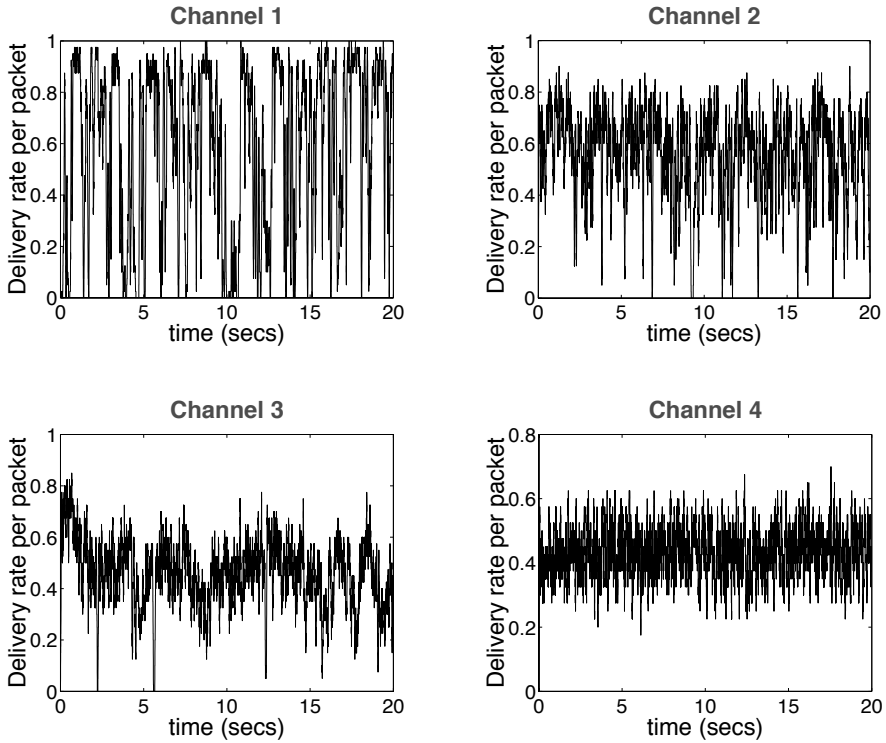 Channel 1
Delivery rate per packet
1
0.8
0.6
0.4
0.2
0
0 5 10 15 20
time (secs)
Channel 2
Delivery rate per packet
1
0.8
0.6
0.4
0.2
0
0 5 10 15 20
time (secs)
Channel 3
Delivery rate per packet
1
0.8
0.6
0.4
0.2
0
0 5 10 15 20
time (secs)
Channel 4
Delivery rate per packet
0.8
0.6
0.4
0.2
0
0 5 10 15 20
time (secs)